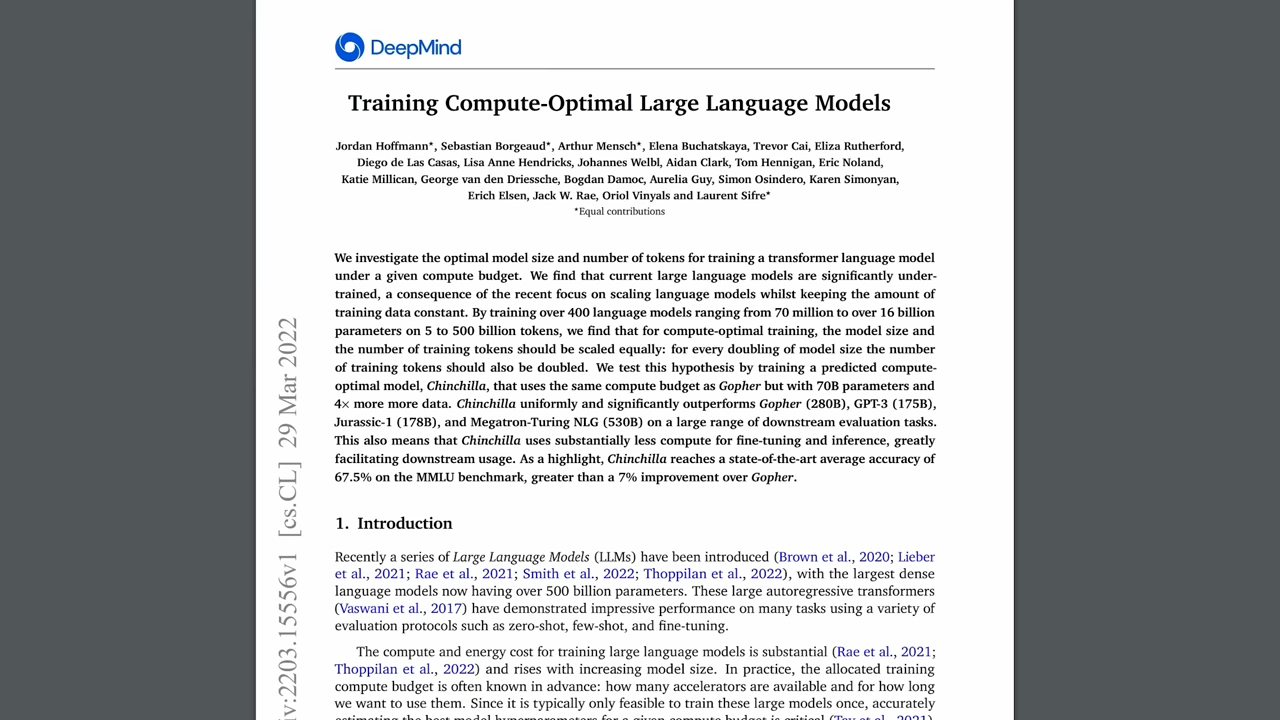 DeepMind
Training Compute-Optimal Large Language Models
Jordan Hoffmann★, Sebastian Borgeaud★, Arthur Mensch★, Elena Buchatskaya, Trevor Cai, Eliza Rutherford,
Diego de Las Casas, Lisa Anne Hendricks, Johannes Welbl, Aidan Clark, Tom Hennigan, Eric Noland,
Katie Millican, George van den Driessche, Bogdan Damoc, Aurelia Guy, Simon Osindero, Karen Simonyan,
Erich Elsen, Jack W. Rae, Oriol Vinyals and Laurent Sifre★
★Equal contributions
We investigate the optimal model size and number of tokens for training a transformer language model
under a given compute budget. We find that current large language models are significantly under-
trained, a consequence of the recent focus on scaling language models whilst keeping the amount of
training data constant. By training over 400 language models ranging from 70 million to over 16 billion
parameters on 5 to 500 billion tokens, we find that for compute-optimal training, the model size and
the number of training tokens should be scaled equally: for every doubling of model size the number
of training tokens should also be doubled. We test this hypothesis by training a predicted compute-
optimal model, Chinchilla, that uses the same compute budget as Gopher but with 70B parameters and
4× more more data. Chinchilla uniformly and significantly outperforms Gopher (280B), GPT-3 (175B),
Jurassic-1 (178B), and Megatron-Turing NLG (530B) on a large range of downstream evaluation tasks.
This also means that Chinchilla uses substantially less compute for fine-tuning and inference, greatly
facilitating downstream usage. As a highlight, Chinchilla reaches a state-of-the-art average accuracy of
67.5% on the MMLU benchmark, greater than a 7% improvement over Gopher.
1. Introduction
Recently a series of Large Language Models (LLMs) have been introduced (Brown et al., 2020; Lieber
et al., 2021; Rae et al., 2021; Smith et al., 2022; Thoppilan et al., 2022), with the largest dense
language models now having over 500 billion parameters. These large autoregressive transformers
(Vaswani et al., 2017) have demonstrated impressive performance on many tasks using a variety of
evaluation protocols such as zero-shot, few-shot, and fine-tuning.
The compute and energy cost for training large language models is substantial (Rae et al., 2021;
Thoppilan et al., 2022) and rises with increasing model size. In practice, the allocated training
compute budget is often known in advance: how many accelerators are available and for how long
we want to use them. Since it is typically only feasible to train these large models once, accurately
estimating the best model hyperparameters for a given compute budget is critical (Tay et al., 2021).
iv:2203.15556v1 [cs.CL] 29 Mar 2022